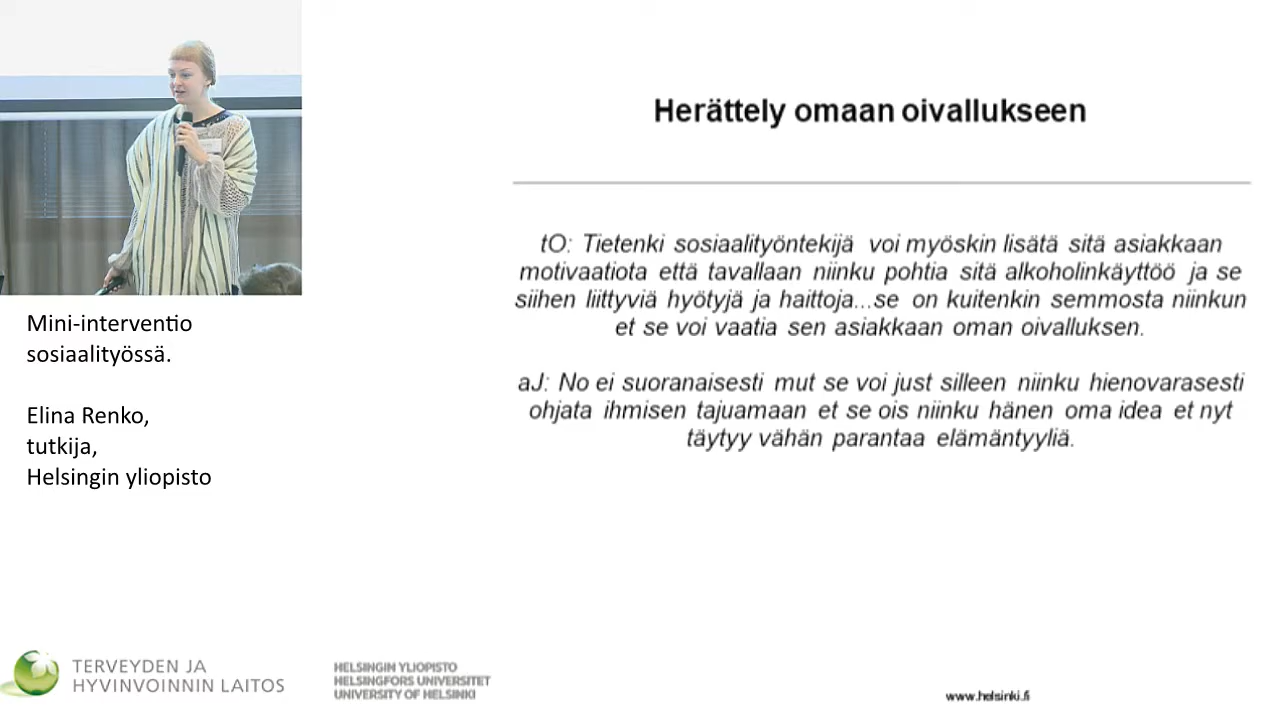 Herättely omaan oivallukseen
tO: Tietenki sosiaalityöntekijä voi myöskin lisätä sitä asiakkaan
motivaatiota että tavallaan niinku pohtia sitä alkoholinkäyttöö ja se
siihen liittyviä hyötyjä ja haittoja...se on kuitenkin semmosta niinkun
et se voi vaatia sen asiakkaan oman oivalluksen.
aJ: No ei suoranaisesti mut se voi just silleen niinku hienovarasesti
ohjata ihmisen tajuamaan et se ois niinku hänen oma idea et nyt
täytyy vähän parantaa elämäntyyliä.
Mini-interventio
sosiaalityössä.
Elina Renko,
tutkija,
Helsingin yliopisto
TERVEYDEN JA
HYVINVOINNIN LAITOS
HELSINGIN YLIOPISTO
HELSINGFORS UNIVERSITET
UNIVERSITY OF HELSINKI
www.helsinki.fi